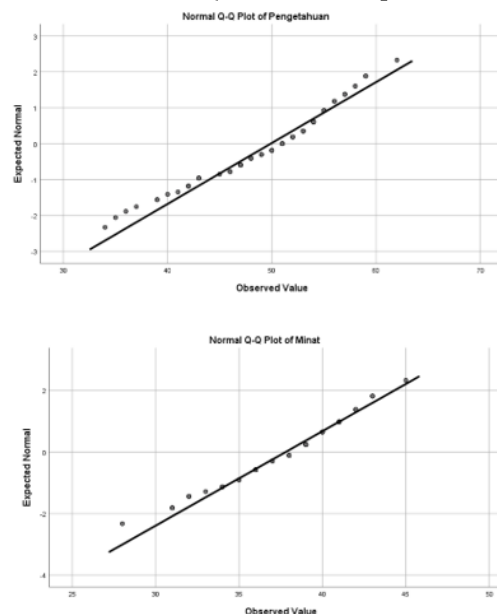 Normal Q-Q Plot of Pengetahuan
3
2
1
0
-1
-2
-3
Expected Normal
30 40 50 60 70
Observed Value
Normal Q-Q Plot of Minat
2
0
-2
-4
Expected Normal
25 30 35 40 45 50
Observed Value